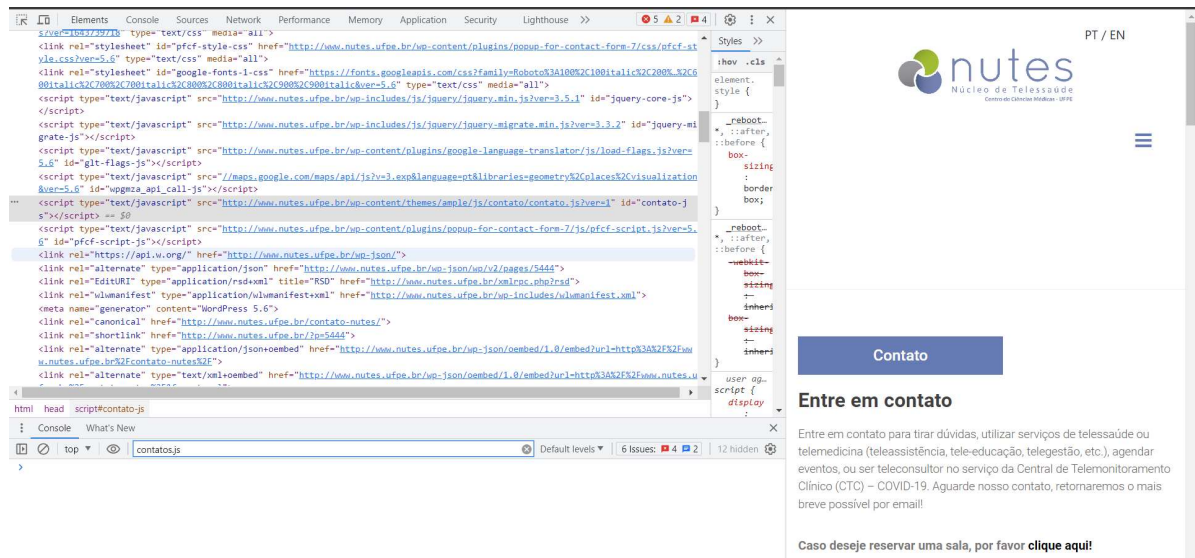 Elements Console Sources Network Performance Memory Application Security Lighthouse >> 5 2 4
s/ver=1643739718" type="text/css" media="all">
<link rel="stylesheet" id="pfcf-style-css" href="http://www.nutes.ufpe.br/wp-content/plugins/popup-for-contact-form-7/css/pfcf-st
yle.css?ver=5.6" type="text/css" media="all">
<link rel="stylesheet" id="google-fonts-1-css" href="https://fonts.googleapis.com/css?family=Roboto%3A100%2C100italic%2C200%…%2C6
00italic%2C700%2C700italic%2C800%2C800italic%2C900%2C900italic&ver=5.6" type="text/css" media="all">
<script type="text/javascript" src="http://www.nutes.ufpe.br/wp-includes/js/jquery/jquery.min.js?ver=3.5.1" id="jquery-core-js">
</script>
<script type="text/javascript" src="http://www.nutes.ufpe.br/wp-includes/js/jquery/jquery-migrate.min.js?ver=3.3.2" id="jquery-mi
grate-js"></script>
<script type="text/javascript" src="http://www.nutes.ufpe.br/wp-content/plugins/google-language-translator/js/load-flags.js?ver=
5.6" id="glt-flags-js"></script>
<script type="text/javascript" src="//maps.google.com/maps/api/js?v=3.exp&language=pt&libraries=geometry%2Cplaces%2Cvisualization
&ver=5.6" id="wpgmza_api_call-js"></script>
<script type="text/javascript" src="http://www.nutes.ufpe.br/wp-content/themes/ample/js/contato/contato.js?ver=1" id="contato-j
s"></script> == $0
<script type="text/javascript" src="http://www.nutes.ufpe.br/wp-content/plugins/popup-for-contact-form-7/js/pfcf-script.js?ver=5.
6" id="pfcf-script-js"></script>
<link rel="https://api.w.org/" href="http://www.nutes.ufpe.br/wp-json/">
<link rel="alternate" type="application/json" href="http://www.nutes.ufpe.br/wp-json/wp/v2/pages/5444">
<link rel="EditURI" type="application/rsd+xml" title="RSD" href="http://www.nutes.ufpe.br/xmlrpc.php?rsd">
<link rel="wlwmanifest" type="application/wlwmanifest+xml" href="http://www.nutes.ufpe.br/wp-includes/wlwmanifest.xml">
<meta name="generator" content="WordPress 5.6">
<link rel="canonical" href="http://www.nutes.ufpe.br/contato-nutes/">
<link rel="shortlink" href="http://www.nutes.ufpe.br/?p=5444">
<link rel="alternate" type="application/json+oembed" href="http://www.nutes.ufpe.br/wp-json/oembed/1.0/embed?url=http%3A%2F%2Fww
w.nutes.ufpe.br%2Fcontato-nutes%2F">
<link rel="alternate" type="text/xml+oembed" href="http://www.nutes.ufpe.br/wp-json/oembed/1.0/embed?url=http%3A%2F%2Fwww.nutes.u
html head script#contato-js
Styles >>
:hov .cls
element.
style {
}
_reboot…
*, ::after,
::before {
box-
sizing
:
border
box;
}
_reboot…
*, ::after,
::before {
-webkit-
box-
sizing
:
inheri
box-
sizing
:
inheri
}
user ag…
script {
display
:
Console What's New
top contatos.js Default levels 6 Issues: 4 2 12 hidden
PT / EN
nutes
Núcleo de Telessaúde
Centro de Ciências Médicas - UFPE
Contato
Entre em contato
Entre em contato para tirar dúvidas, utilizar serviços de telessaúde ou
telemedicina (teleassistência, tele-educação, telegestão, etc.), agendar
eventos, ou ser teleconsultor no serviço da Central de Telemonitoramento
Clínico (CTC) – COVID-19. Aguarde nosso contato, retornaremos o mais
breve possível por email!
Caso deseje reservar uma sala, por favor clique aqui!